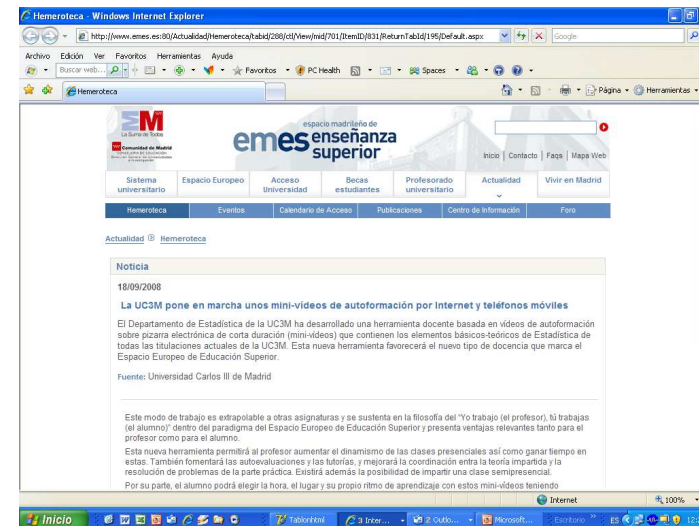 Hemeroteca - Windows Internet Explorer
http://www.emes.es:80/Actualidad/Hemeroteca/tabid/288/ctl/View/mid/701/ItemID/831/ReturnTabId/195/Default.aspx
Google
Archivo Edición Ver Favoritos Herramientas Ayuda
Buscar web... Favoritos PC Health Spaces
Hemeroteca Página Herramientas
EM
La Suma de Todos
Comunidad de Madrid
espacio madrileño de
emes enseñanza
superior
Inicio | Contacto | Faqs | Mapa Web
Sistema universitario Espacio Europeo Acceso Universidad Becas estudiantes Profesorado universitario Actualidad Vivir en Madrid
Hemeroteca Eventos Calendario de Acceso Publicaciones Centro de Información Foro
Actualidad Hemeroteca
Noticia
18/09/2008
La UC3M pone en marcha unos mini-vídeos de autoformación por Internet y teléfonos móviles
El Departamento de Estadística de la UC3M ha desarrollado una herramienta docente basada en vídeos de autoformación
sobre pizarra electrónica de corta duración (mini-vídeos) que contienen los elementos básicos-teóricos de Estadística de
todas las titulaciones actuales de la UC3M. Esta nueva herramienta favorecerá el nuevo tipo de docencia que marca el
Espacio Europeo de Educación Superior.
Fuente: Universidad Carlos III de Madrid
Este modo de trabajo es extrapolable a otras asignaturas y se sustenta en la filosofía del "Yo trabajo (el profesor), tú trabajas
(el alumno)" dentro del paradigma del Espacio Europeo de Educación Superior y presenta ventajas relevantes tanto para el
profesor como para el alumno.
Esta nueva herramienta permitirá al profesor aumentar el dinamismo de las clases presenciales así como ganar tiempo en
estas. También fomentará las autoevaluaciones y las tutorías, y mejorará la coordinación entre la teoría impartida y la
resolución de problemas de la parte práctica. Existirá además la posibilidad de impartir una clase semipresencial.
Por su parte, el alumno podrá elegir la hora, el lugar y su propio ritmo de aprendizaje con estos mini-vídeos teniendo
Internet 100%
Inicio Tablonhtml 3 Inter... 2 Outlo... Microsoft... Escritorio ES